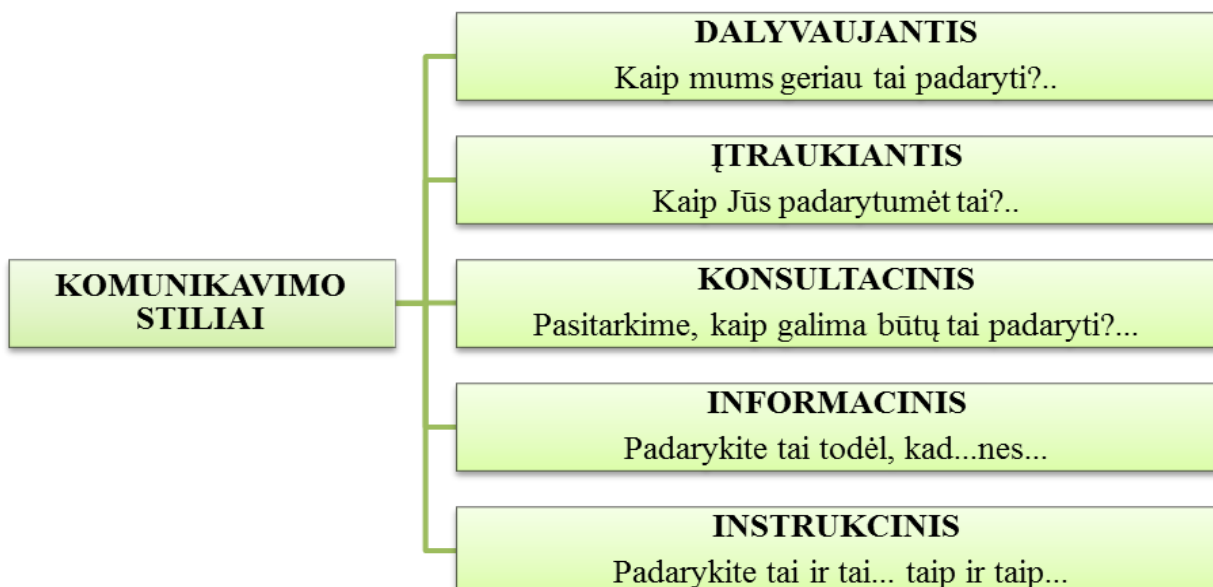 KOMUNIKAVIMO
STILIAI
DALYVAUJANTIS
Kaip mums geriau tai padaryti?..
ĮTRAUKIANTIS
Kaip Jūs padarytumėt tai?..
KONSULTACINIS
Pasitarkime, kaip galima būtų tai padaryti?...
INFORMACINIS
Padarykite tai todėl, kad...nes...
INSTRUKCINIS
Padarykite tai ir tai... taip ir taip...